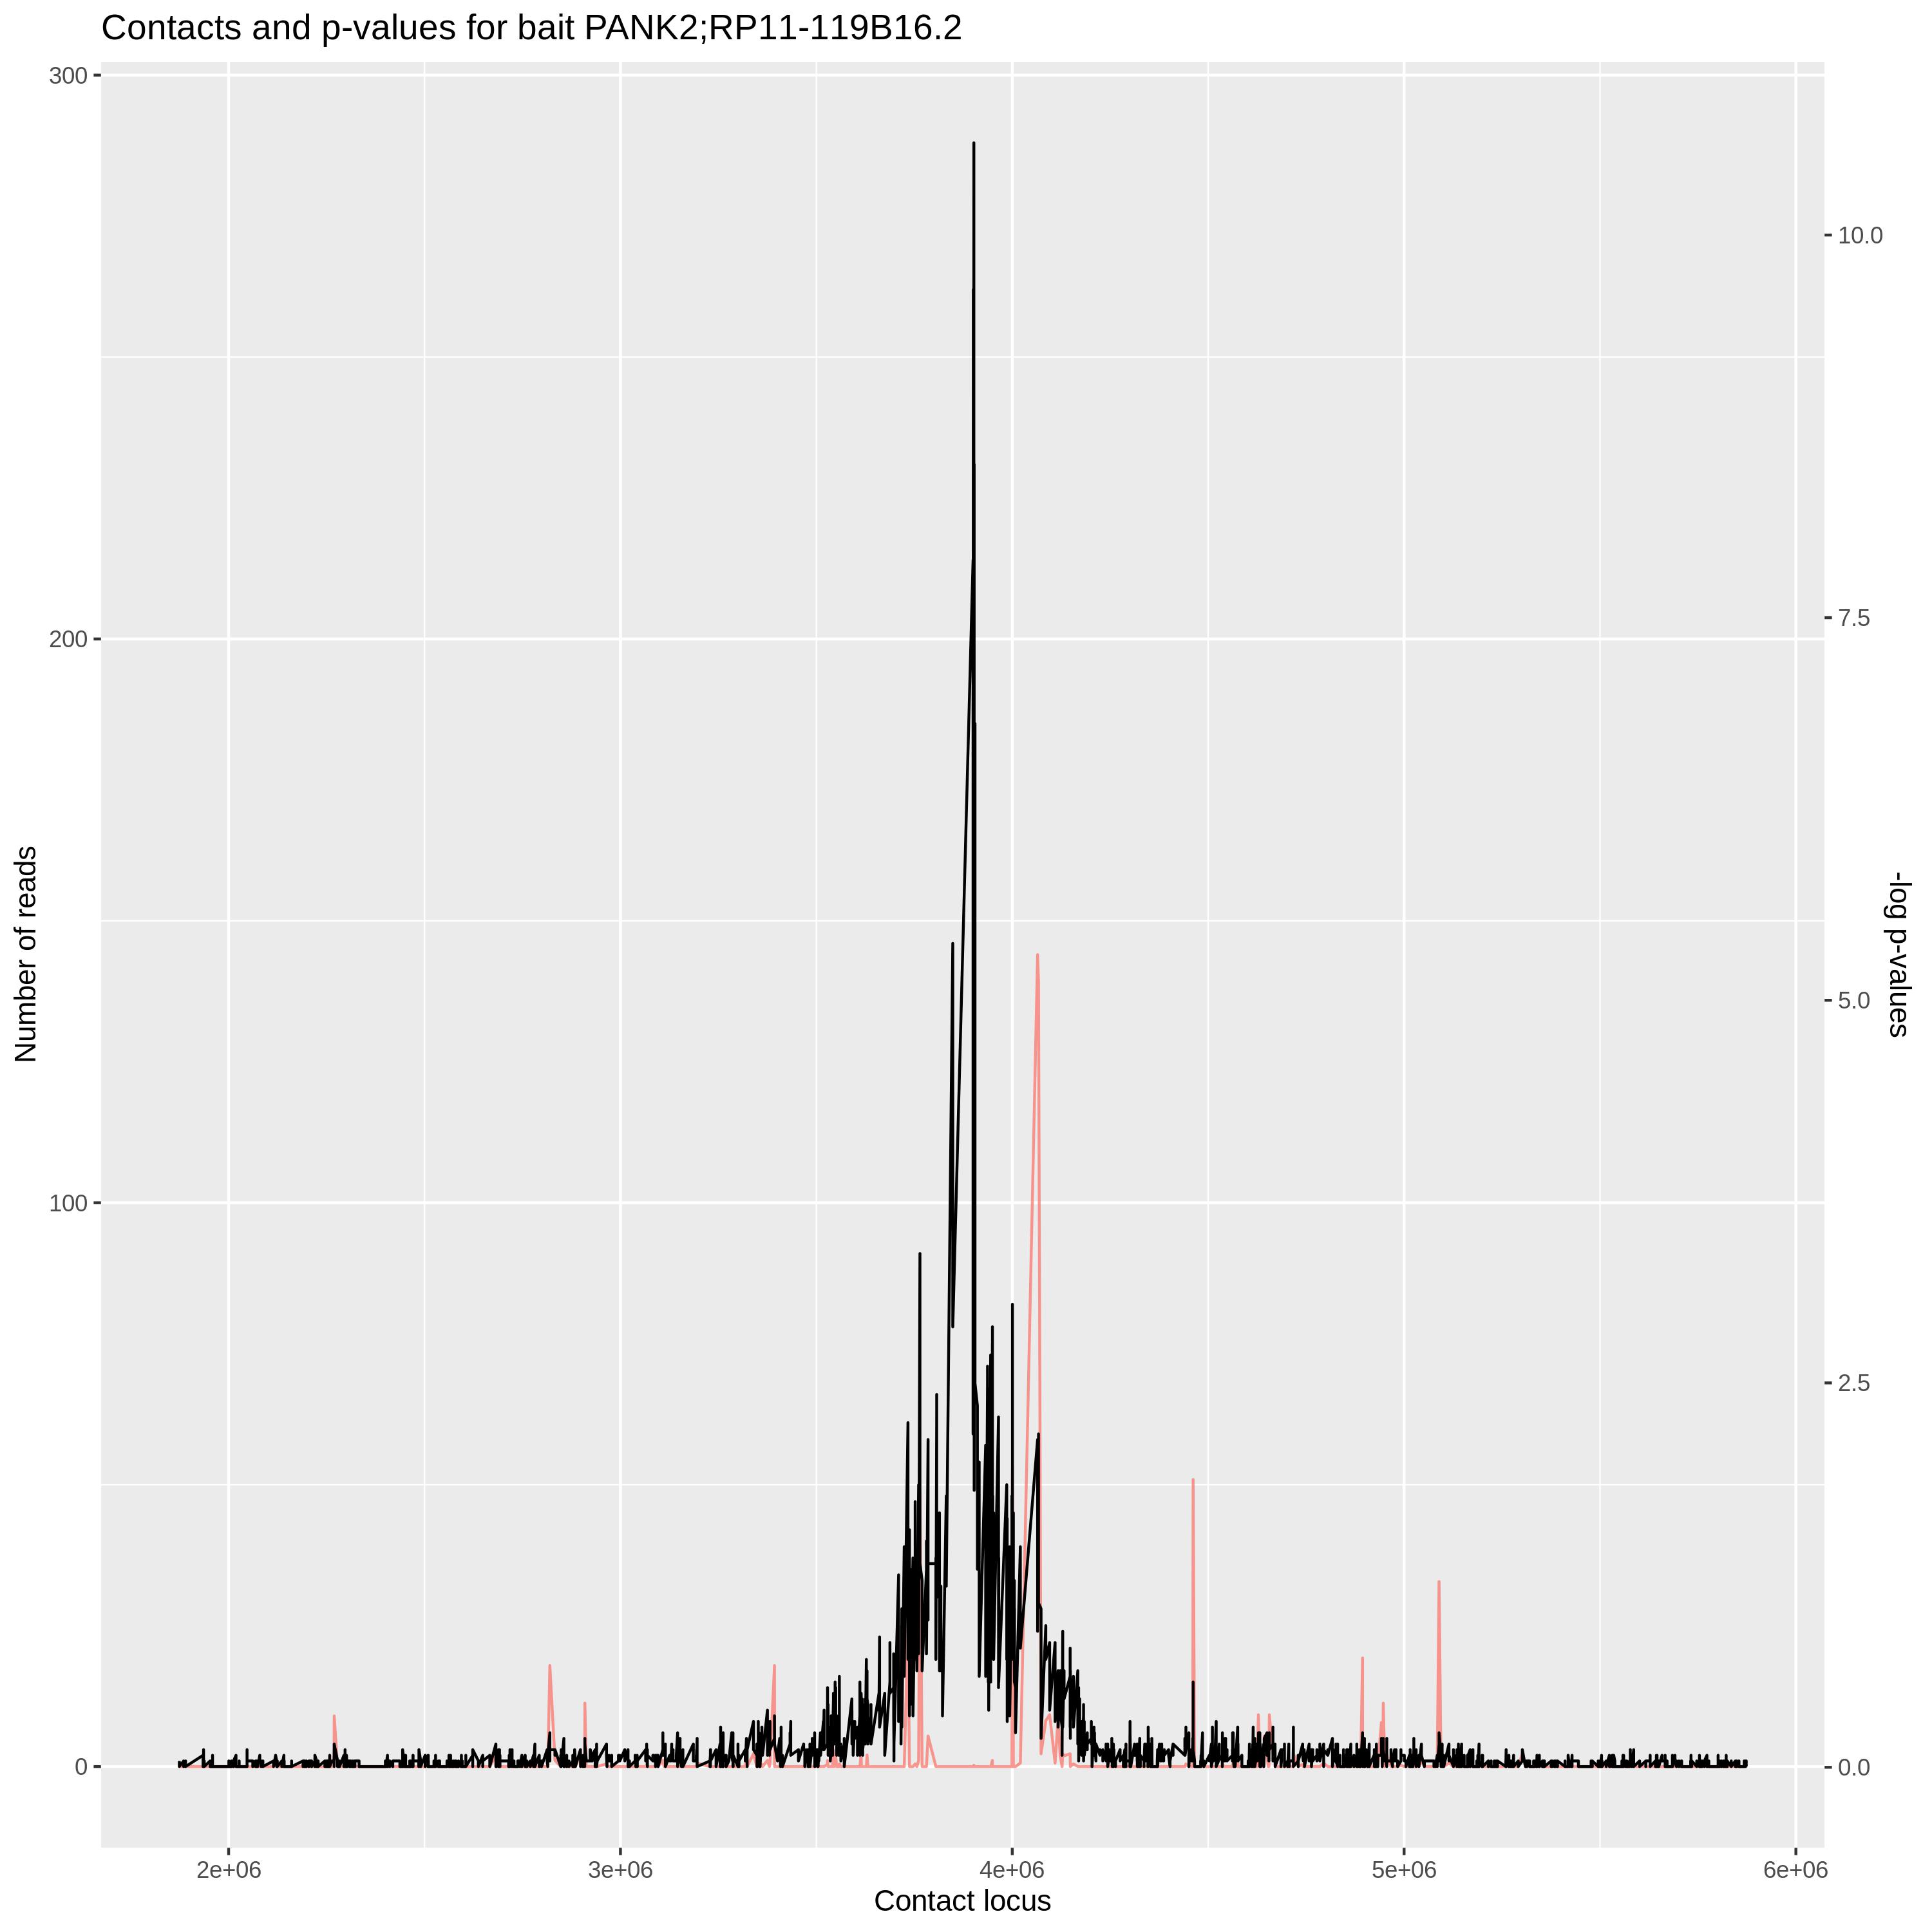 Contacts and p-values for bait PANK2;RP11-119B16.2
300
200
100
0
Number of reads
10.0
7.5
5.0
2.5
0.0
-log p-values
2e+06
3e+06
4e+06
5e+06
6e+06
Contact locus